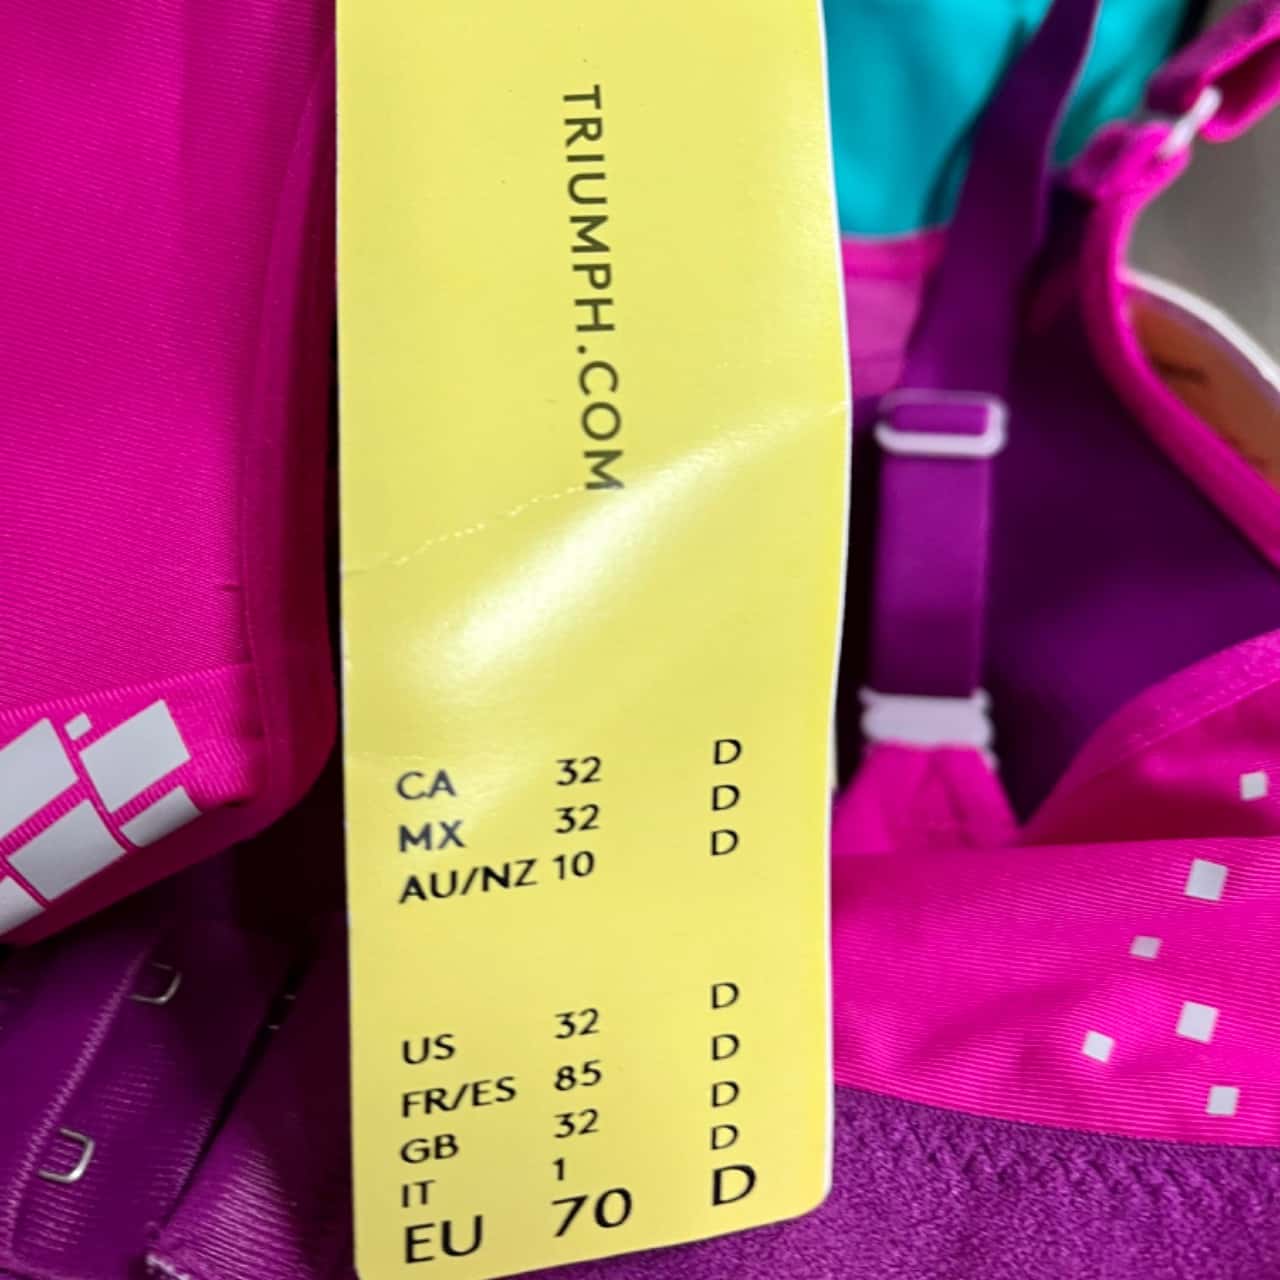 TRIUMPH.COM
CA 32 D
MX 32 D
AU/NZ 10 D
US 32 D
FR/ES 85 D
GB 32 D
IT 1 D
EU 70 D